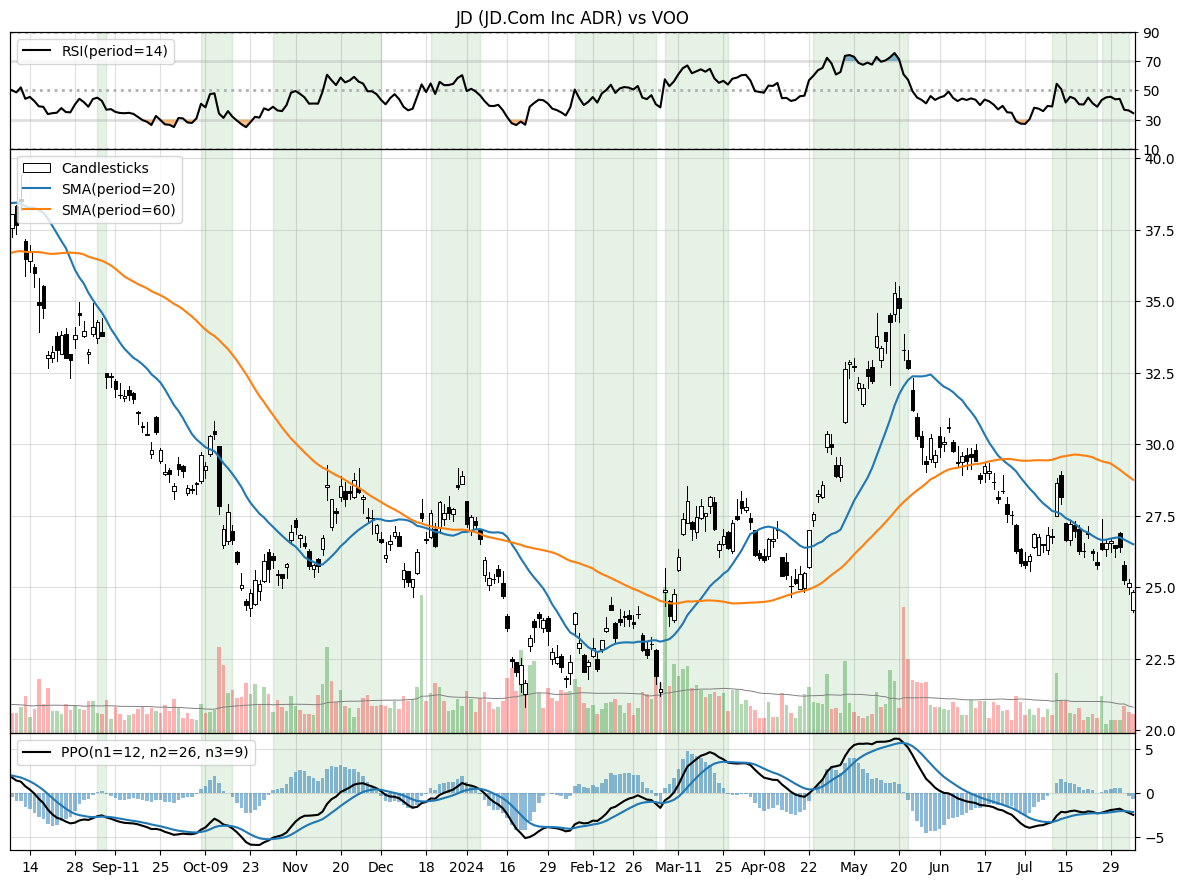 JD (JD.Com Inc ADR) vs VOO
RSI(period=14)
90
70
50
30
10
Candlesticks
SMA(period=20)
SMA(period=60)
40.0
37.5
35.0
32.5
30.0
27.5
25.0
22.5
20.0
PPO(n1=12, n2=26, n3=9)
5
0
−5
14 28 Sep-11 25 Oct-09 23 Nov 20 Dec 18 2024 16 29 Feb-12 26 Mar-11 25 Apr-08 22 May 20 Jun 17 Jul 15 29